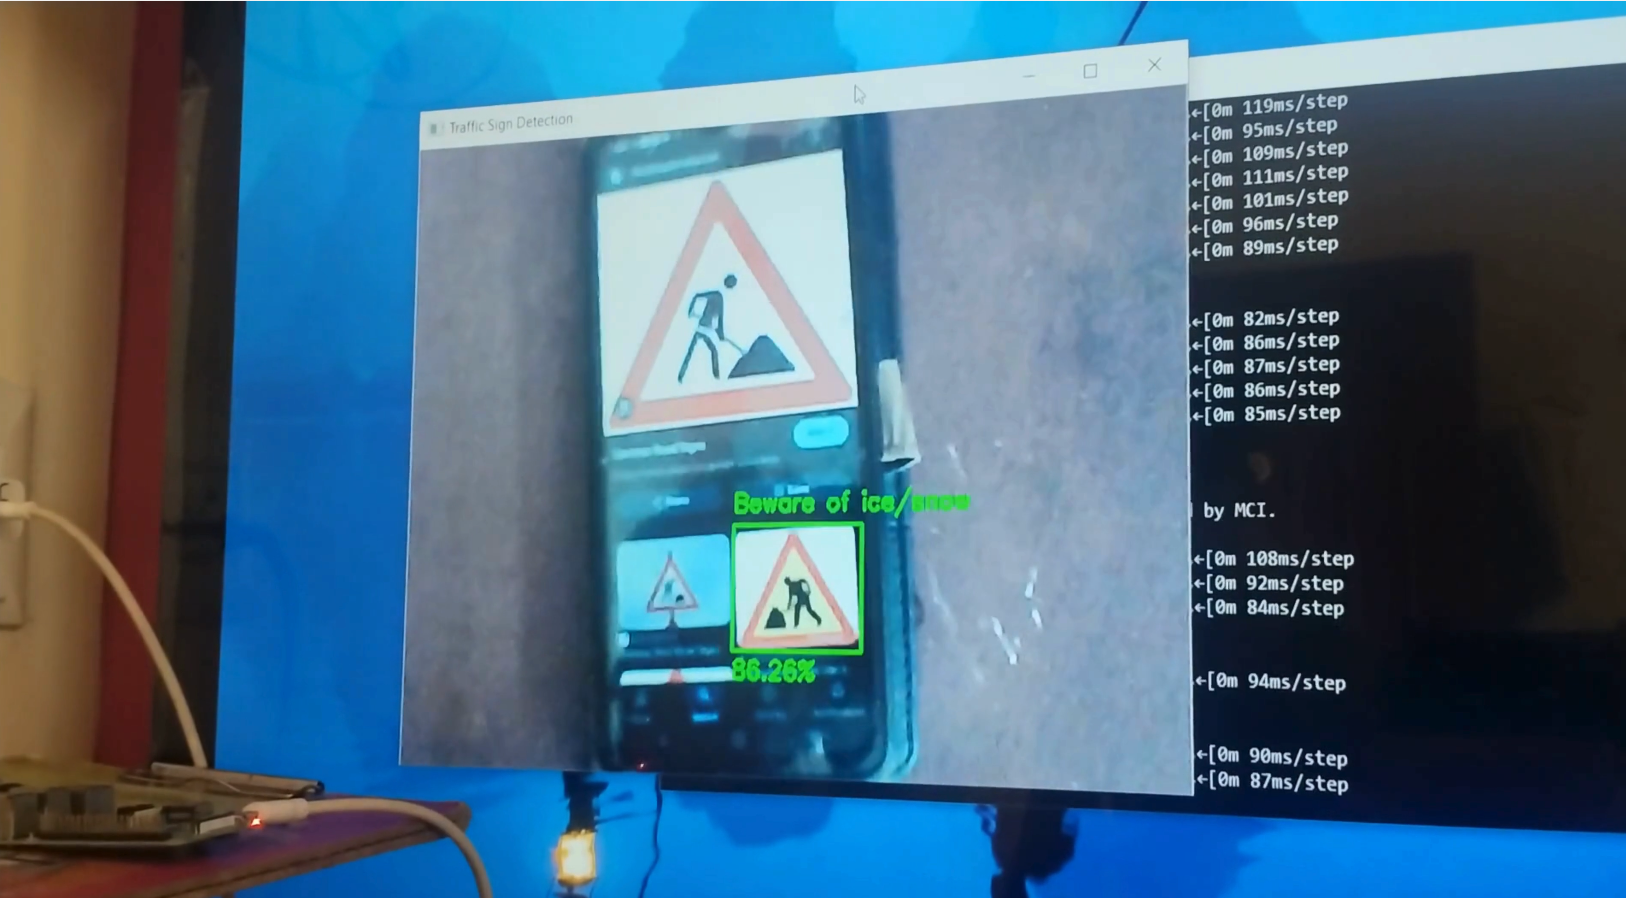 Traffic Sign Detection
Beware of ice/snow
86.26%
←[0m 119ms/step
←[0m 95ms/step
←[0m 109ms/step
←[0m 111ms/step
←[0m 101ms/step
←[0m 96ms/step
←[0m 89ms/step
←[0m 82ms/step
←[0m 86ms/step
←[0m 87ms/step
←[0m 86ms/step
←[0m 85ms/step
by MCI.
←[0m 108ms/step
←[0m 92ms/step
←[0m 84ms/step
←[0m 94ms/step
←[0m 90ms/step
←[0m 87ms/step